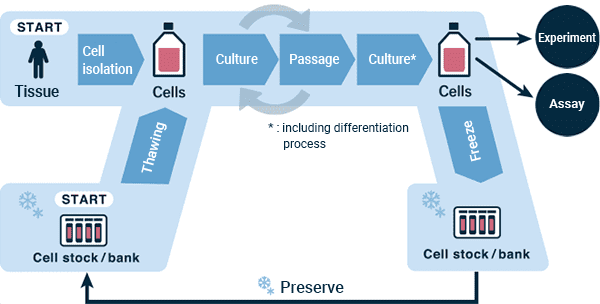 START
Tissue
Cell
isolation
Cells
Culture
Passage
Culture*
Cells
Experiment
Assay
* : including differentiation
process
Thawing
Freeze
START
Cell stock / bank
Cell stock / bank
Preserve